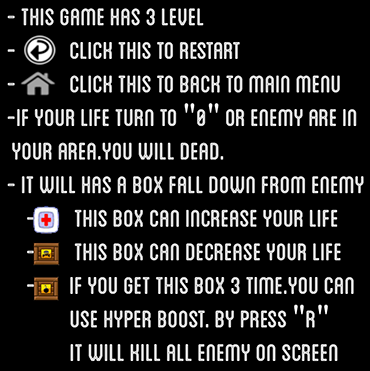 - THIS GAME HAS 3 LEVEL
- CLICK THIS TO RESTART
- CLICK THIS TO BACK TO MAIN MENU
-IF YOUR LIFE TURN TO "0" OR ENEMY ARE IN
YOUR AREA.YOU WILL DEAD.
- IT WILL HAS A BOX FALL DOWN FROM ENEMY
- THIS BOX CAN INCREASE YOUR LIFE
- THIS BOX CAN DECREASE YOUR LIFE
- IF YOU GET THIS BOX 3 TIME.YOU CAN
USE HYPER BOOST. BY PRESS "R"
IT WILL KILL ALL ENEMY ON SCREEN